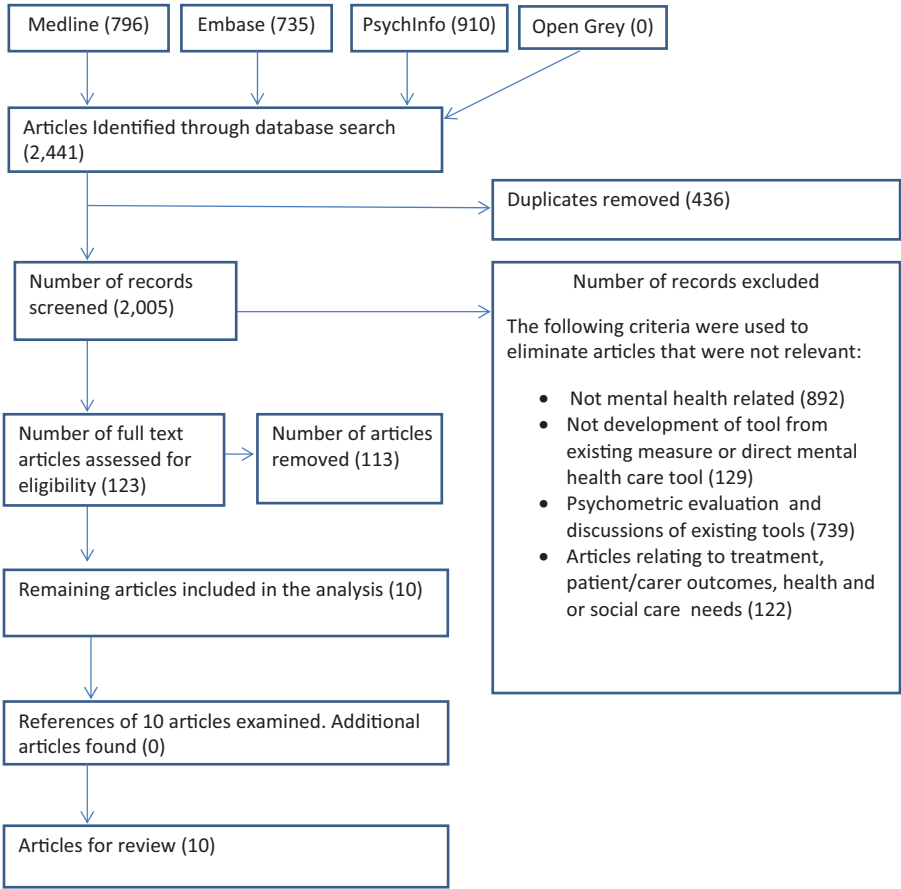 Medline (796)
Embase (735)
PsychInfo (910)
Open Grey (0)
Articles Identified through database search
(2,441)
Duplicates removed (436)
Number of records
screened (2,005)
Number of records excluded
The following criteria were used to
eliminate articles that were not relevant:
• Not mental health related (892)
• Not development of tool from
existing measure or direct mental
health care tool (129)
• Psychometric evaluation and
discussions of existing tools (739)
• Articles relating to treatment,
patient/carer outcomes, health and
or social care needs (122)
Number of full text
articles assessed for
eligibility (123)
Number of articles
removed (113)
Remaining articles included in the analysis (10)
References of 10 articles examined. Additional
articles found (0)
Articles for review (10)